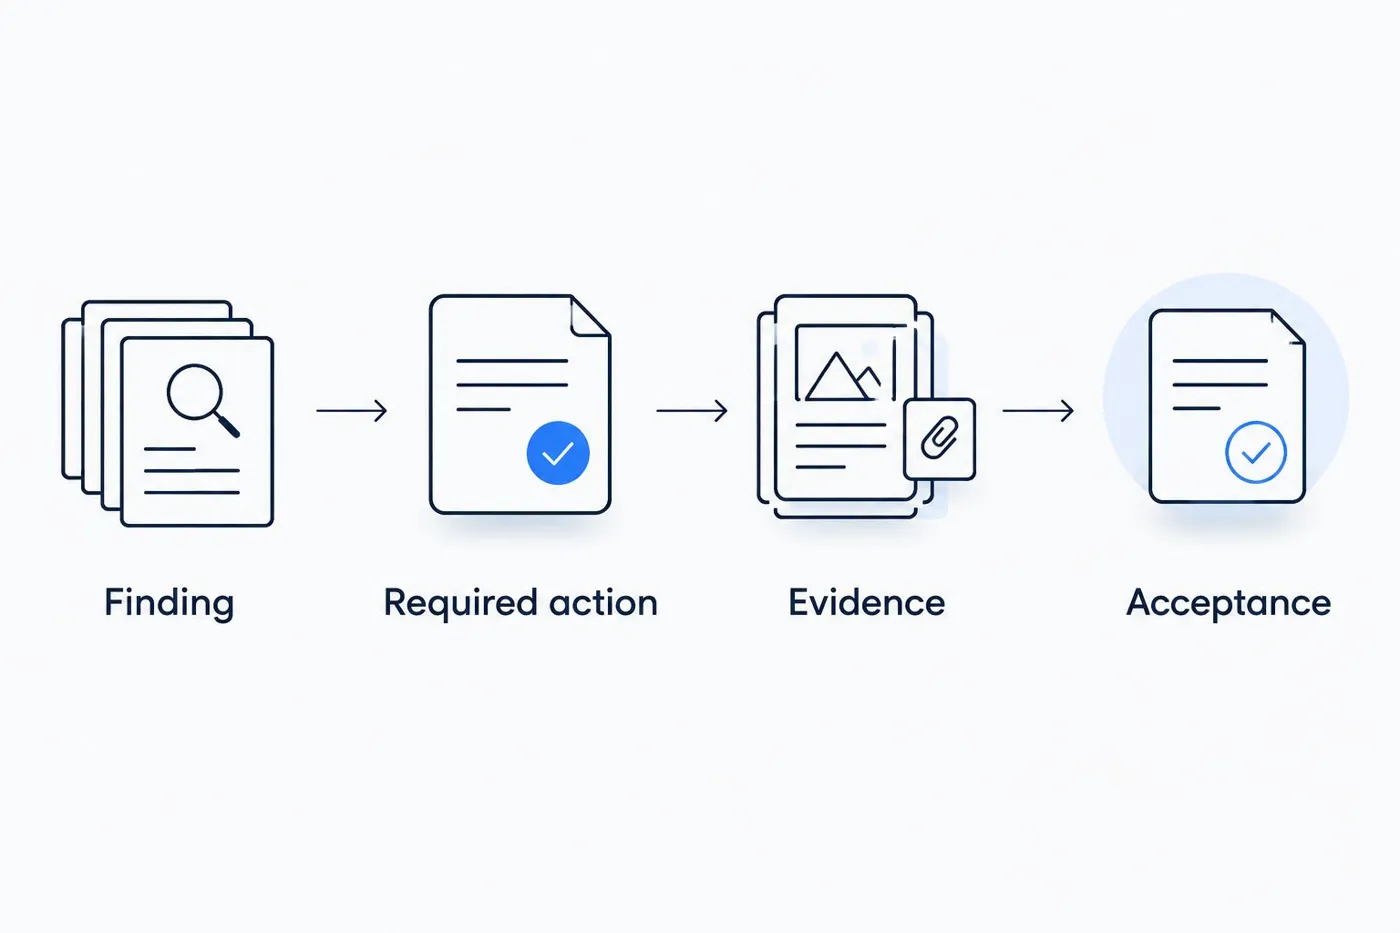 Finding
Required action
Evidence
Acceptance